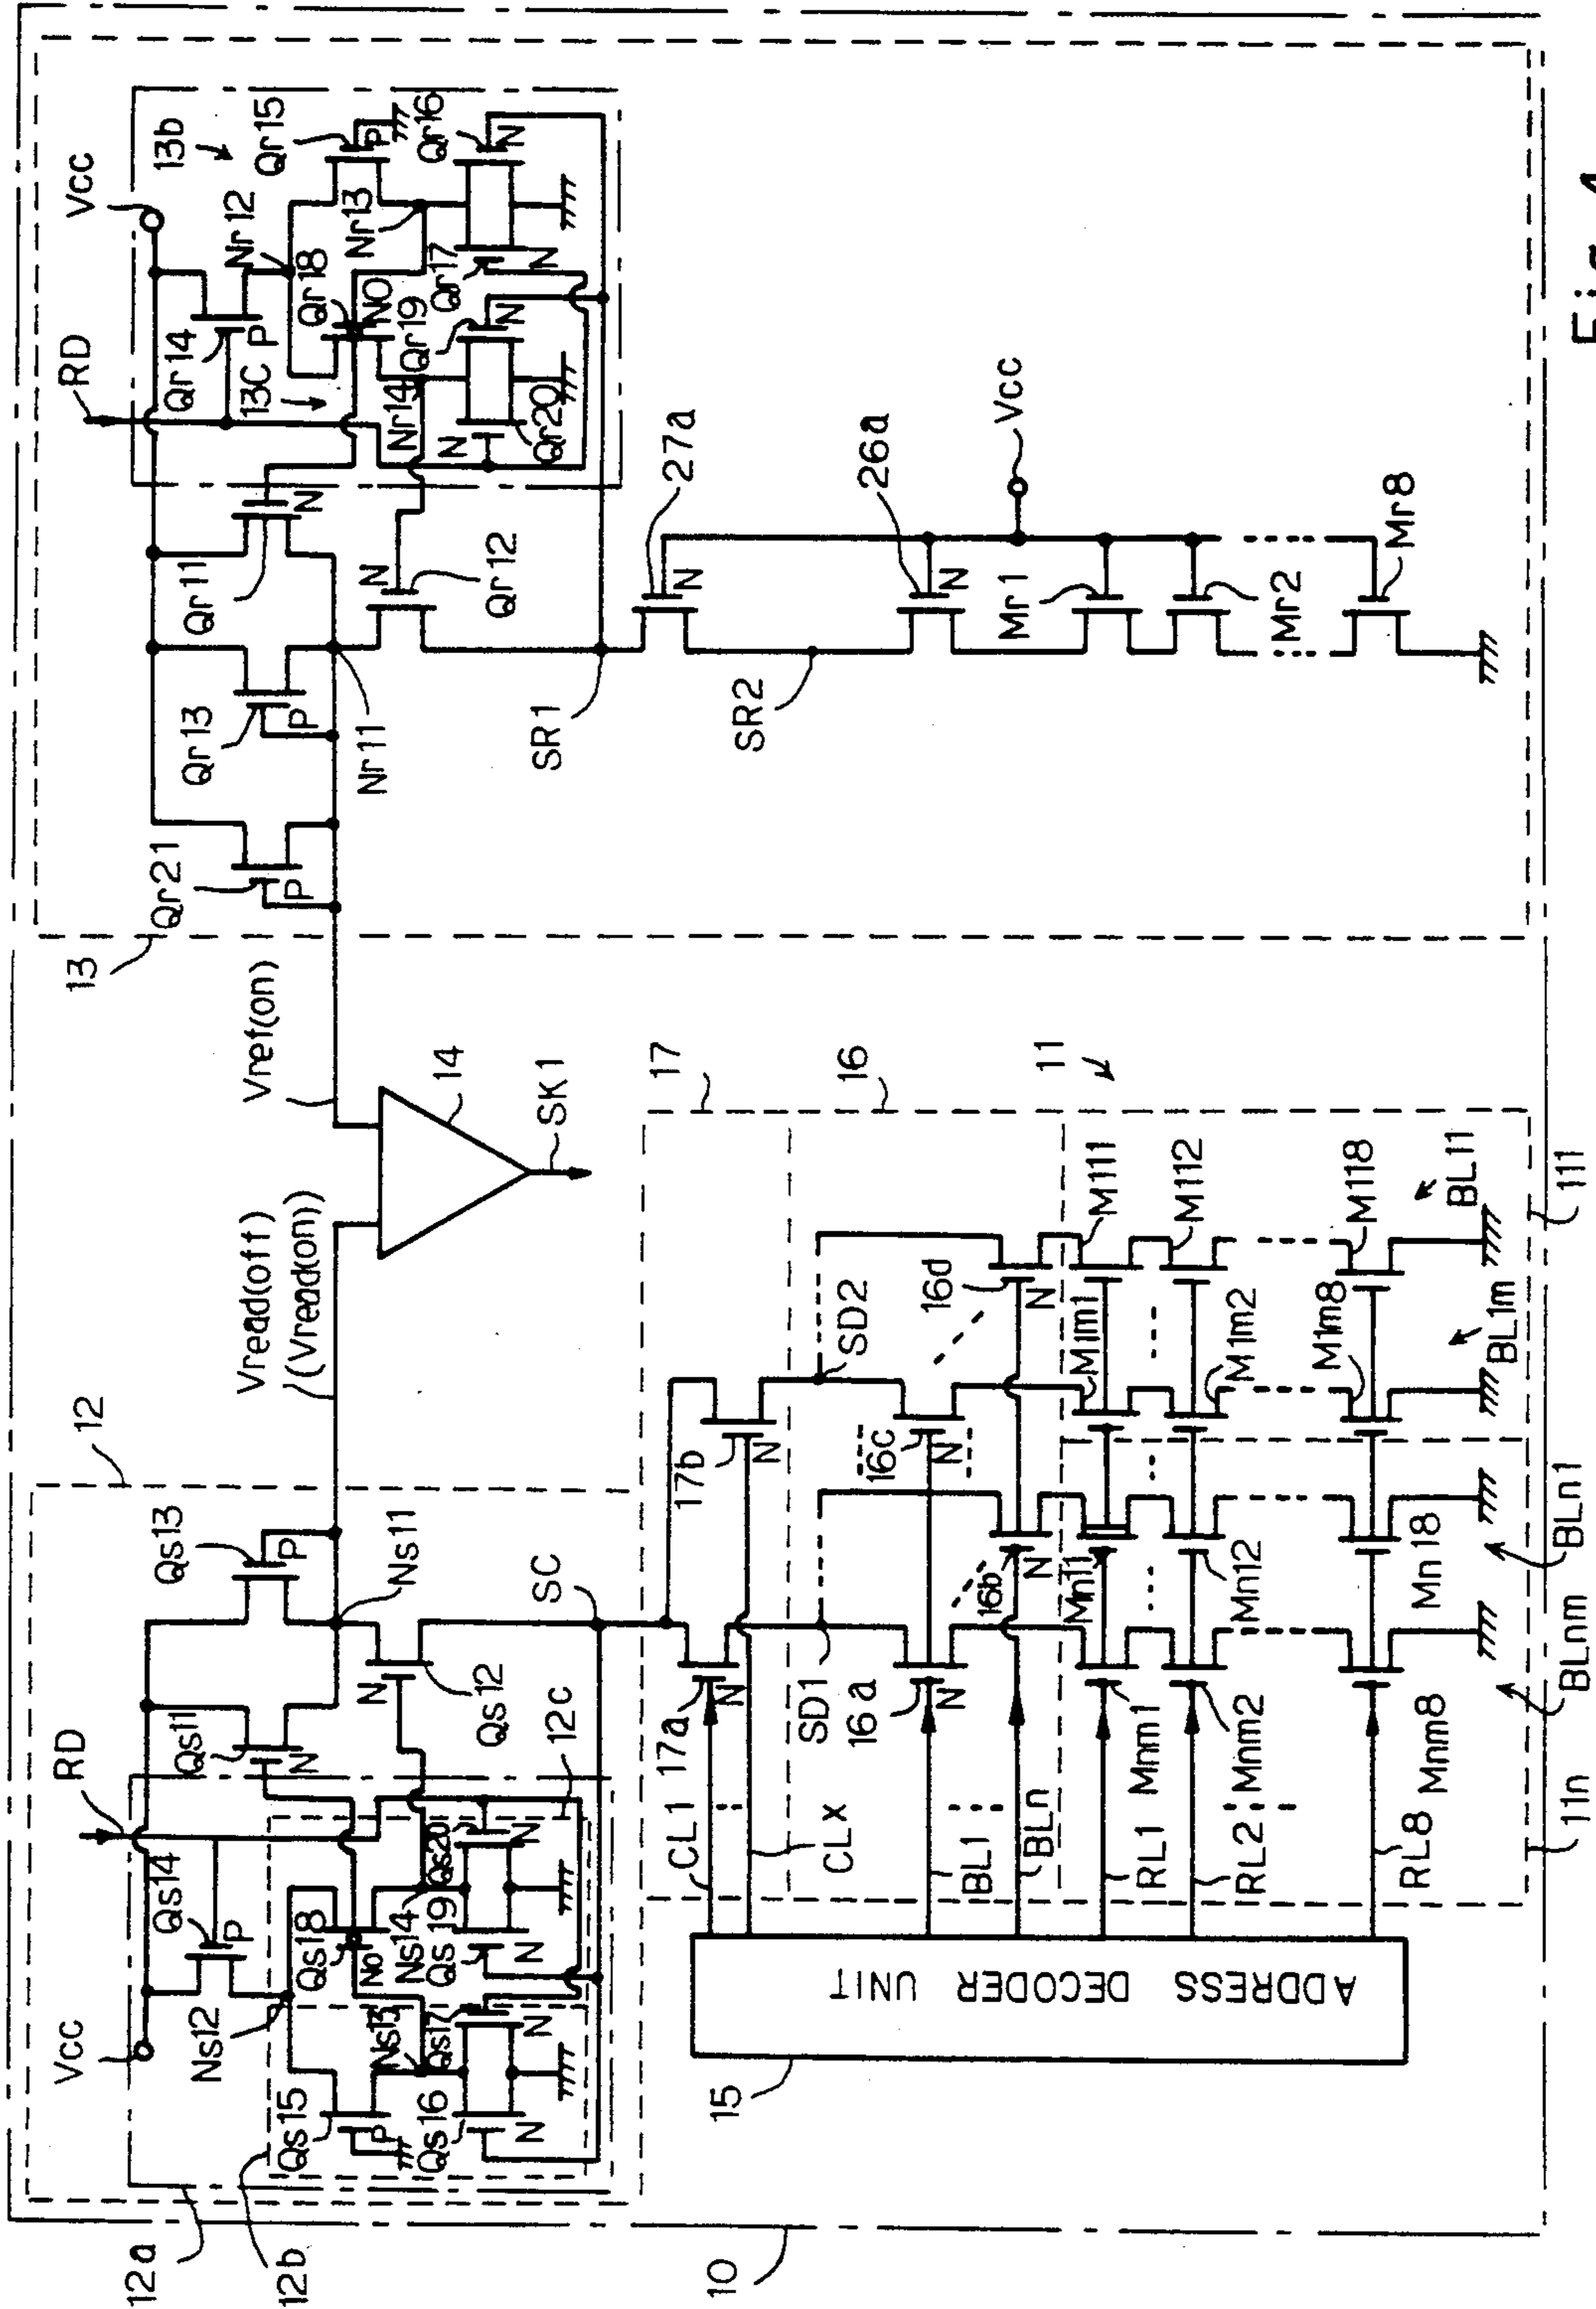 Vcc
RD
13b
Qr15
P
Nr12
Qr14
P
Qr18
NO
13C
Nr13
Qr16
N
Qr17
N
Qr19
N
Nr14
N
Qr20
Qr11
N
Qr13
P
Qr21
P
Nr11
N
Qr12
SR1
27a
N
SR2
26a
N
Vcc
Mr1
Mr2
Mr8
13
Vref(on)
14
SK1
Vread(off)
(Vread(on))
12
Vcc
RD
Qs13
P
Qs11
N
Qs14
P
Ns12
Ns11
N
Qs12
12c
SC
Qs15
P
Qs18
NO
Ns13
Ns14
Qs16
N
Qs17
N
Qs19
N
Qs20
N
12a
12b
10
17
16
11
17a
N
17b
N
CL1
CLX
SD1
SD2
16a
N
16b
N
16c
N
16d
N
BL1
BLn
RL1
RL2
RL8
ADDRESS DECODER UNIT
15
Mnm1
Mnm2
Mnm8
Mn11
Mn12
Mn18
M1m1
M1m2
M1m8
M111
M112
M118
BLnm
BLn1
BL1m
BL11
11n
111